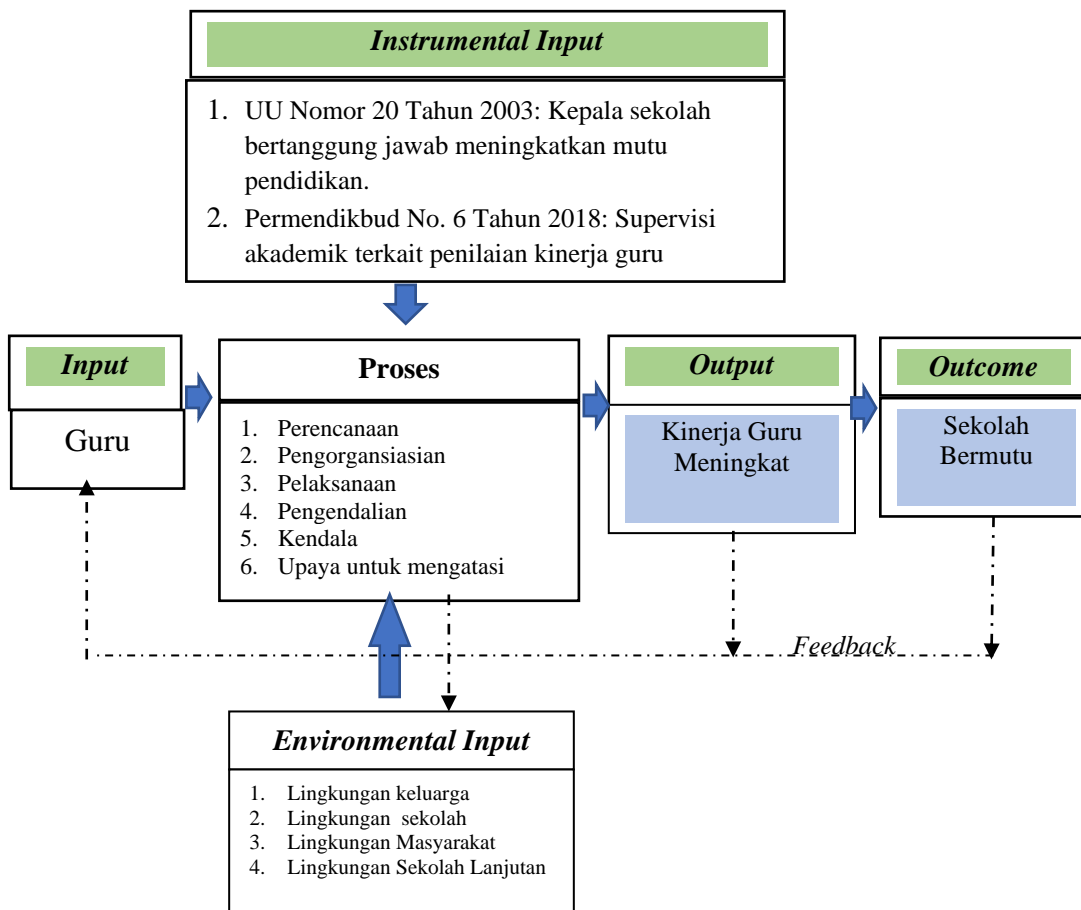 Instrumental Input
1. UU Nomor 20 Tahun 2003: Kepala sekolah
bertanggung jawab meningkatkan mutu
pendidikan.
2. Permendikbud No. 6 Tahun 2018: Supervisi
akademik terkait penilaian kinerja guru
Input
Guru
Proses
1. Perencanaan
2. Pengorgansiasian
3. Pelaksanaan
4. Pengendalian
5. Kendala
6. Upaya untuk mengatasi
Output
Kinerja Guru
Meningkat
Outcome
Sekolah
Bermutu
Feedback
Environmental Input
1. Lingkungan keluarga
2. Lingkungan sekolah
3. Lingkungan Masyarakat
4. Lingkungan Sekolah Lanjutan